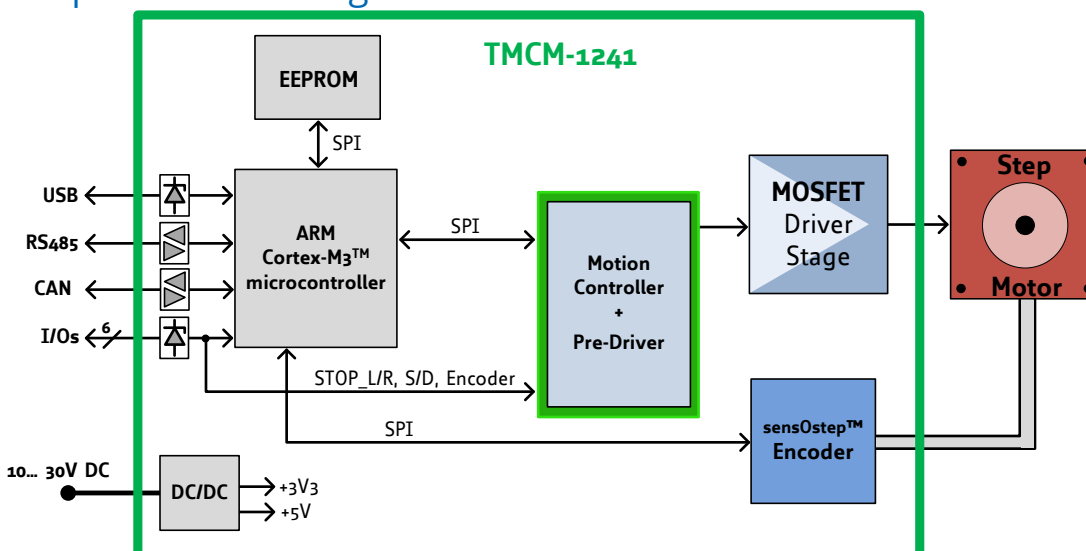 TMCM-1241
EEPROM
SPI
USB
RS485
CAN
I/Os
6
ARM
Cortex-M3™
microcontroller
SPI
Motion
Controller
+
Pre-Driver
MOSFET
Driver
Stage
Step
Motor
STOP_L/R, S/D, Encoder
SPI
sensOstep™
Encoder
10... 30V DC
DC/DC
+3V3
+5V